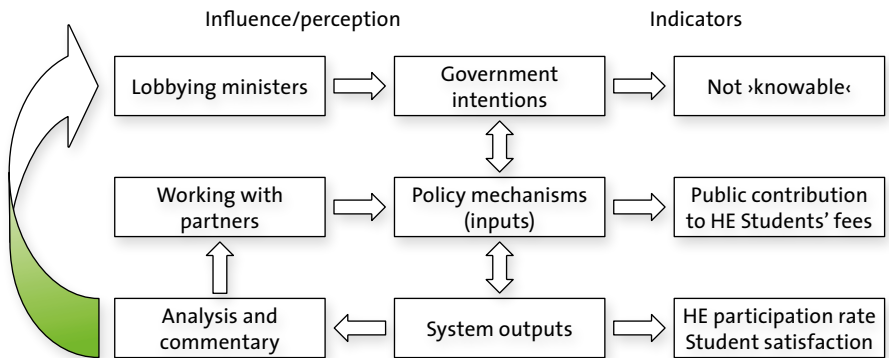 Influence/perception
Indicators
Lobbying ministers
Government
intentions
Not ›knowable‹
Working with
partners
Policy mechanisms
(inputs)
Public contribution
to HE Students’ fees
Analysis and
commentary
System outputs
HE participation rate
Student satisfaction